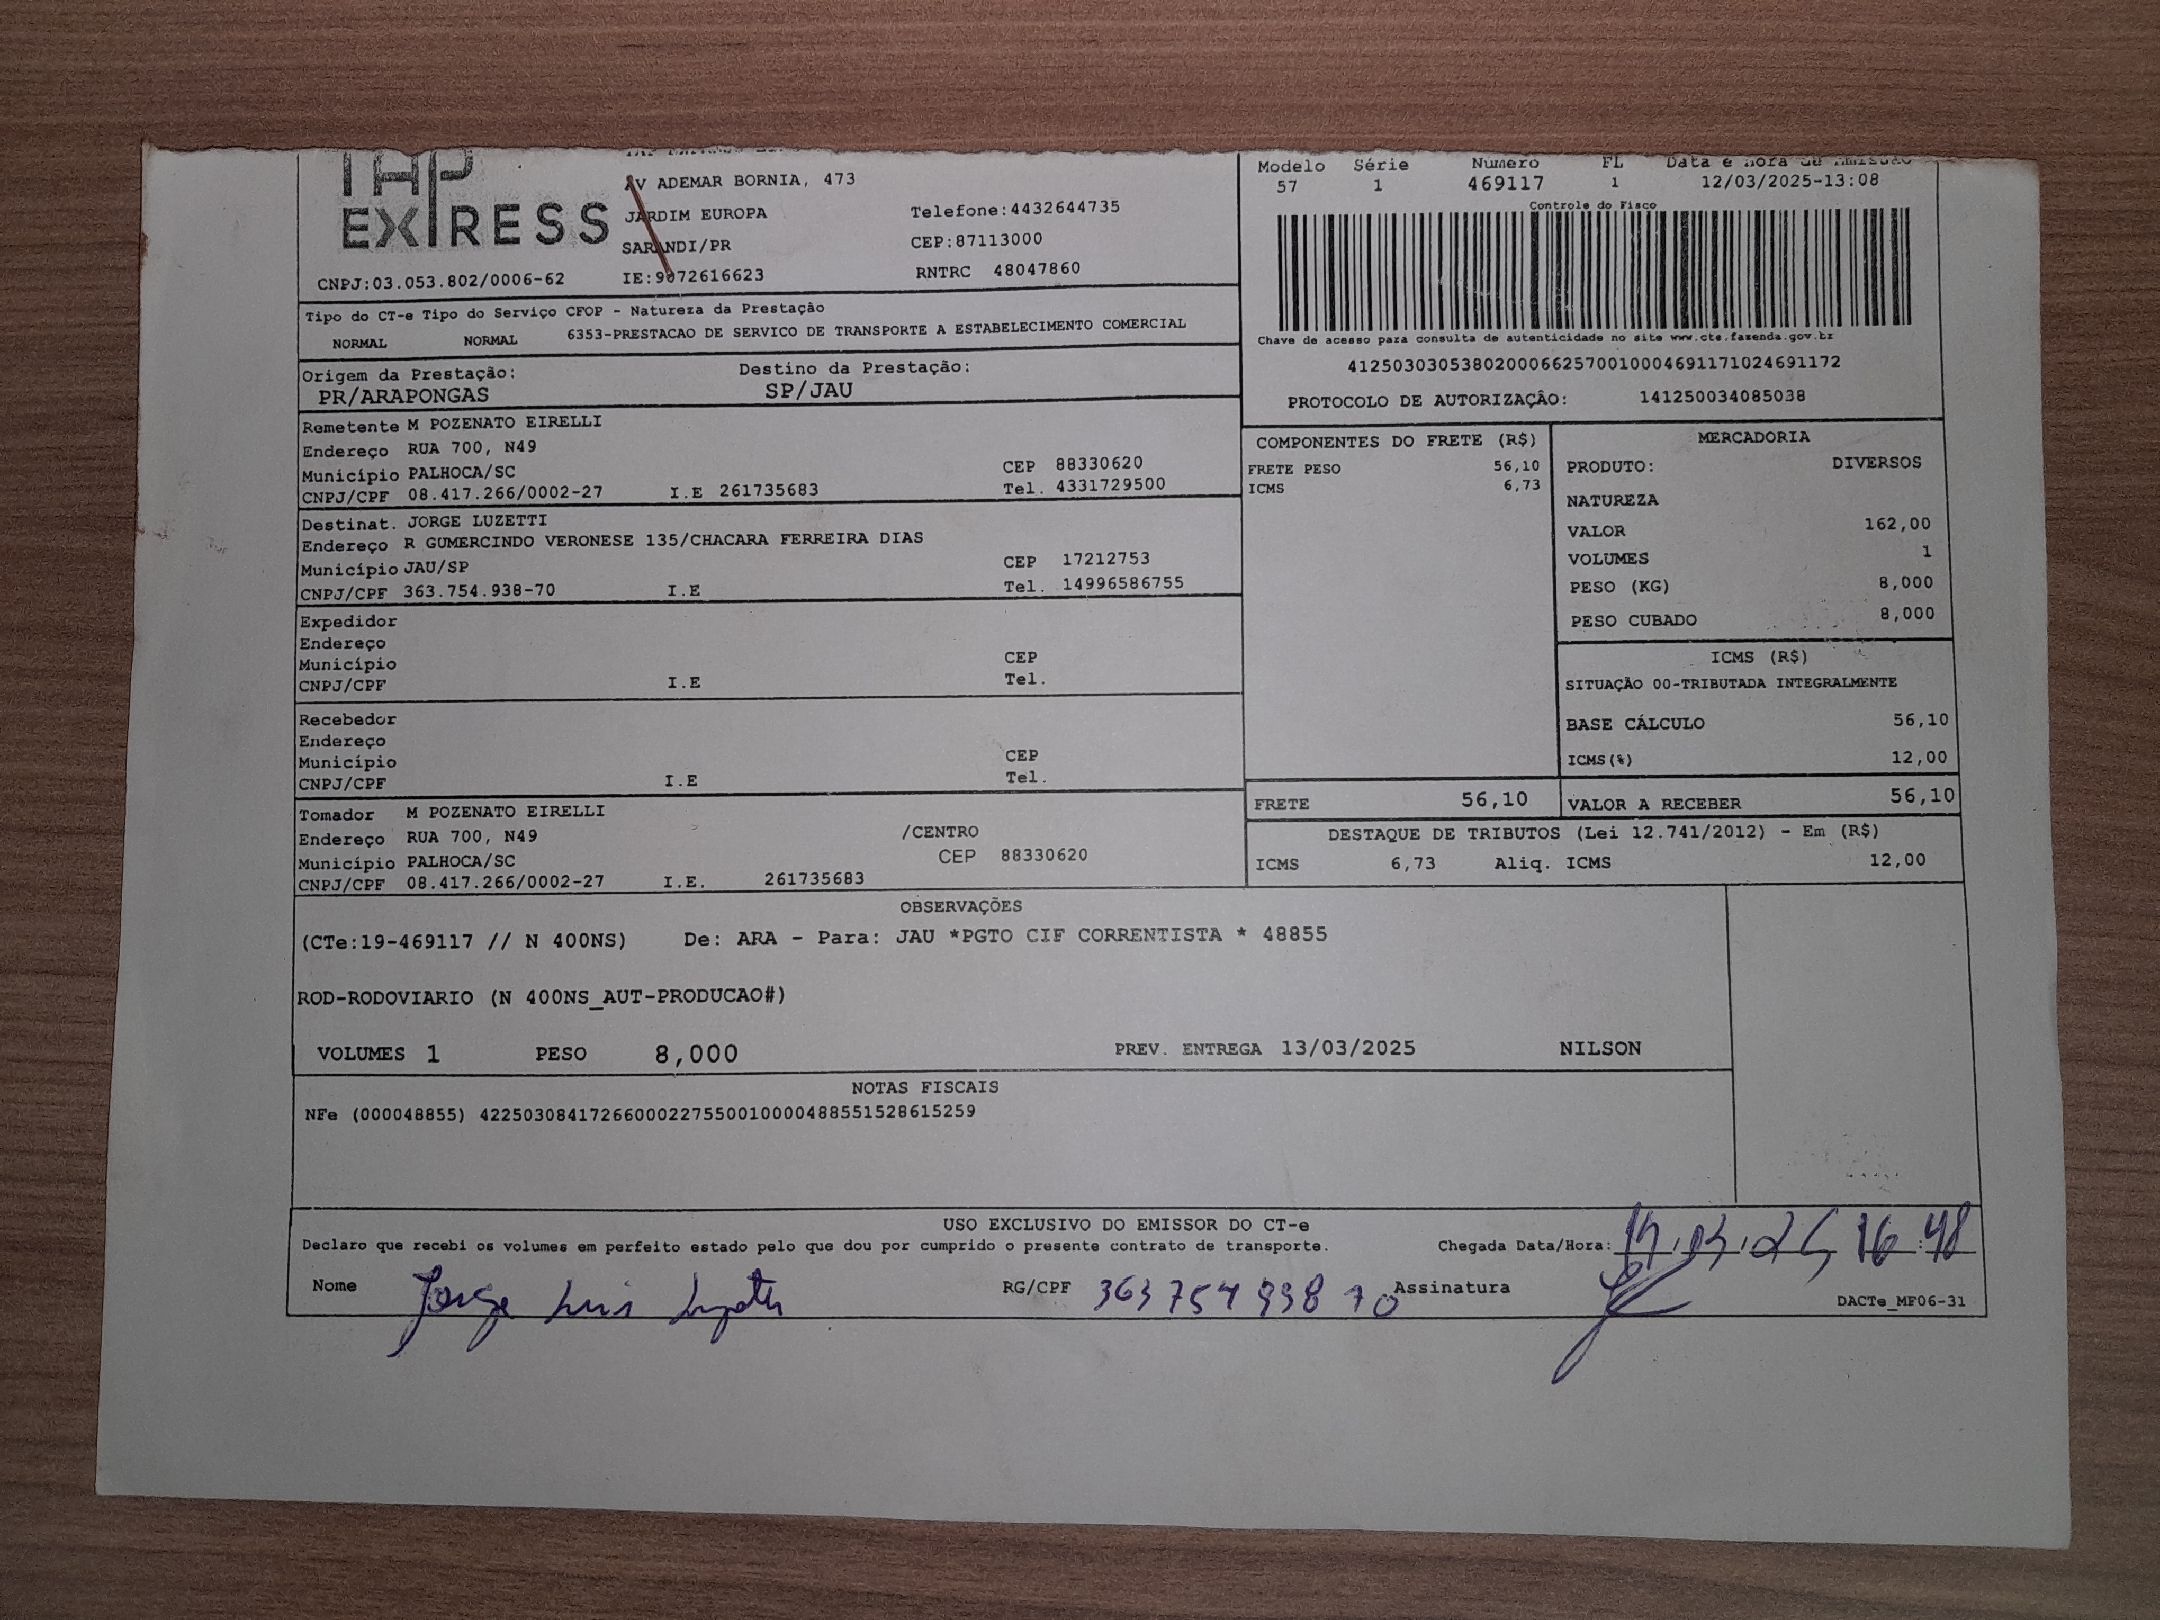 TAP
EXPRESS
AV ADEMAR BORNIA, 473
JARDIM EUROPA Telefone:4432644735
SARANDI/PR CEP:87113000
CNPJ:03.053.802/0006-62 IE:9072616623 RNTRC 48047860
Modelo Série Número FL Data e hora de Emissão
57 1 469117 1 12/03/2025-13:08
Controle do Fisco
Chave de acesso para consulta de autenticidade no site www.cte.fazenda.gov.br
41250303053802000662570010004691171024691172
PROTOCOLO DE AUTORIZAÇÃO: 141250034085038
Tipo do CT-e Tipo do Serviço CFOP - Natureza da Prestação
NORMAL NORMAL 6353-PRESTACAO DE SERVICO DE TRANSPORTE A ESTABELECIMENTO COMERCIAL
Origem da Prestação: Destino da Prestação:
PR/ARAPONGAS SP/JAU
Remetente M POZENATO EIRELLI
Endereço RUA 700, N49
Município PALHOCA/SC CEP 88330620
CNPJ/CPF 08.417.266/0002-27 I.E 261735683 Tel. 4331729500
Destinat. JORGE LUZETTI
Endereço R GUMERCINDO VERONESE 135/CHACARA FERREIRA DIAS
Município JAU/SP CEP 17212753
CNPJ/CPF 363.754.938-70 I.E Tel. 14996586755
Expedidor
Endereço
Município CEP
CNPJ/CPF I.E Tel.
Recebedor
Endereço
Município CEP
CNPJ/CPF I.E Tel.
Tomador M POZENATO EIRELLI
Endereço RUA 700, N49 /CENTRO
Município PALHOCA/SC CEP 88330620
CNPJ/CPF 08.417.266/0002-27 I.E. 261735683
COMPONENTES DO FRETE (R$)
FRETE PESO 56,10
ICMS 6,73
MERCADORIA
PRODUTO: DIVERSOS
NATUREZA
VALOR 162,00
VOLUMES 1
PESO (KG) 8,000
PESO CUBADO 8,000
ICMS (R$)
SITUAÇÃO 00-TRIBUTADA INTEGRALMENTE
BASE CÁLCULO 56,10
ICMS(%) 12,00
FRETE 56,10 VALOR A RECEBER 56,10
DESTAQUE DE TRIBUTOS (Lei 12.741/2012) - Em (R$)
ICMS 6,73 Aliq. ICMS 12,00
OBSERVAÇÕES
(CTe:19-469117 // N 400NS) De: ARA - Para: JAU *PGTO CIF CORRENTISTA * 48855
ROD-RODOVIARIO (N 400NS_AUT-PRODUCAO#)
VOLUMES 1 PESO 8,000 PREV. ENTREGA 13/03/2025 NILSON
NOTAS FISCAIS
NFe (000048855) 42250308417266000227550010000488551528615259
USO EXCLUSIVO DO EMISSOR DO CT-e
Declaro que recebi os volumes em perfeito estado pelo que dou por cumprido o presente contrato de transporte. Chegada Data/Hora: 16:48
Nome Jorge Luis RG/CPF 363 754 938 70 Assinatura
DACTe_MF06-31